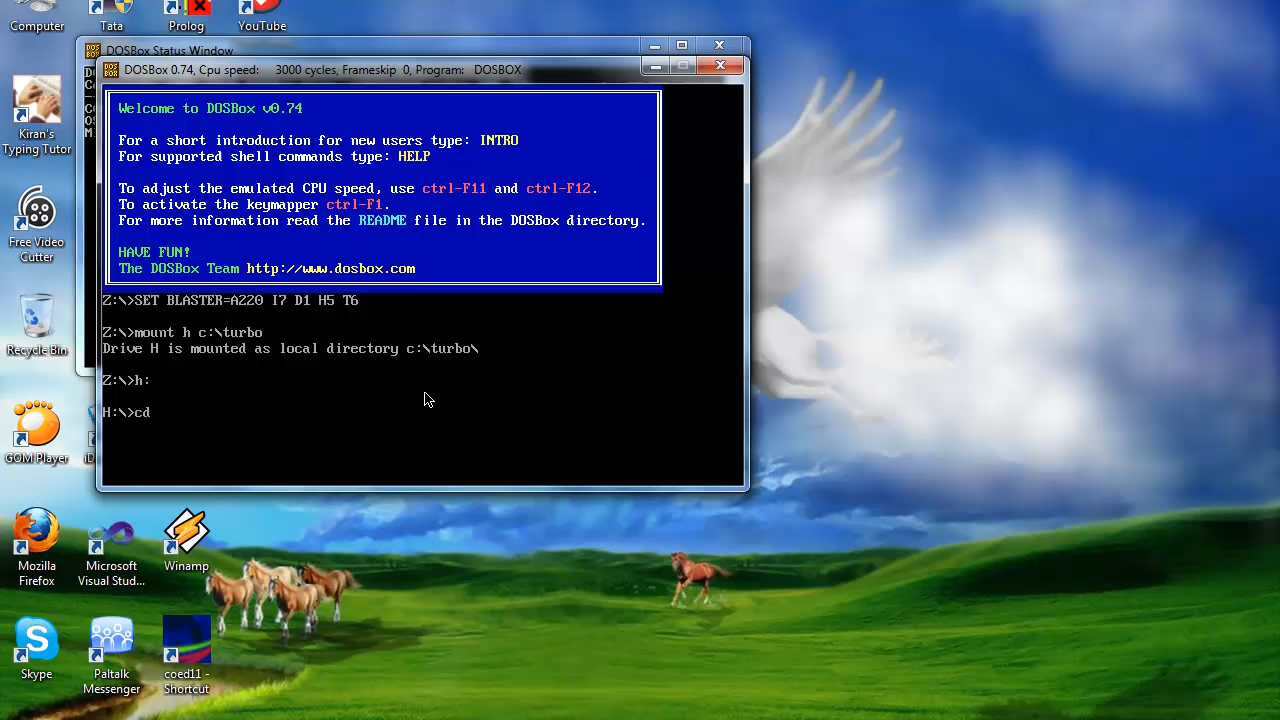 Computer
Tata
Prolog
YouTube
DOSBox Status Window
DOSBox 0.74, Cpu speed: 3000 cycles, Frameskip 0, Program: DOSBOX
Welcome to DOSBox v0.74
For a short introduction for new users type: INTRO
For supported shell commands type: HELP
To adjust the emulated CPU speed, use ctrl-F11 and ctrl-F12.
To activate the keymapper ctrl-F1.
For more information read the README file in the DOSBox directory.
HAVE FUN!
The DOSBox Team http://www.dosbox.com
Z:\>SET BLASTER=A220 I7 D1 H5 T6
Z:\>mount h c:\turbo
Drive H is mounted as local directory c:\turbo\
Z:\>h:
H:\>cd
Kiran's
Typing Tutor
Free Video
Cutter
Recycle Bin
GOM Player
Mozilla
Firefox
Microsoft
Visual Stud...
Winamp
Skype
Paltalk
Messenger
coed11 -
Shortcut